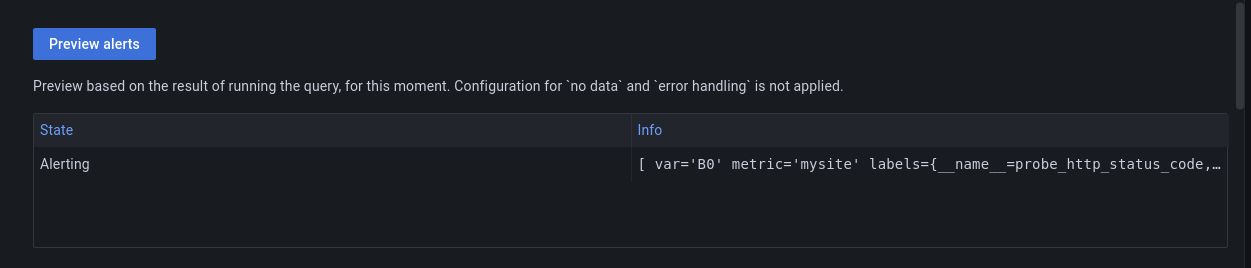 Preview alerts
Preview based on the result of running the query, for this moment. Configuration for `no data` and `error handling` is not applied.
State Info
Alerting [ var='B0' metric='mysite' labels={__name__=probe_http_status_code,…